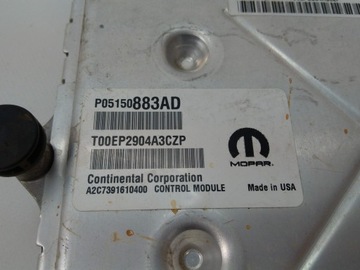 P05150883AD
T00EP2904A3CZP
MOPAR.
Continental Corporation
A2C7391610400 CONTROL MODULE Made in USA